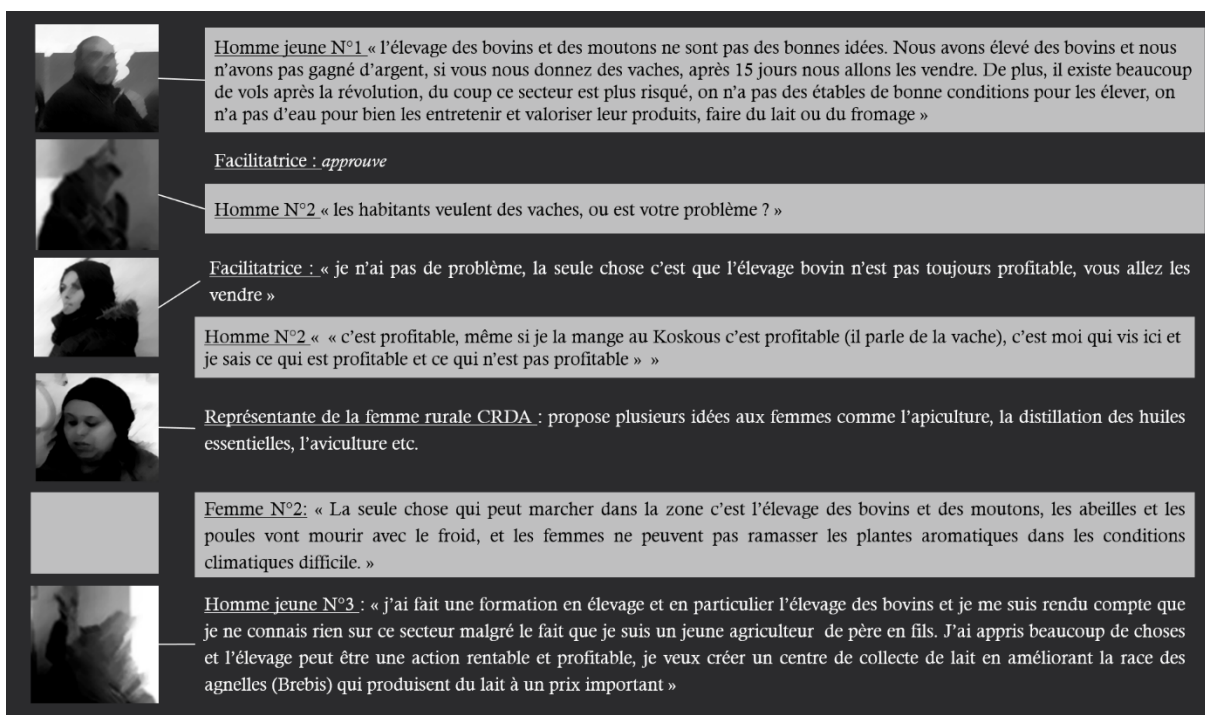 Homme jeune N°1 « l’élevage des bovins et des moutons ne sont pas des bonnes idées. Nous avons élevé des bovins et nous
n’avons pas gagné d’argent, si vous nous donnez des vaches, après 15 jours nous allons les vendre. De plus, il existe beaucoup
de vols après la révolution, du coup ce secteur est plus risqué, on n’a pas des étables de bonne conditions pour les élever, on
n’a pas d’eau pour bien les entretenir et valoriser leur produits, faire du lait ou du fromage »
Facilitatrice : approuve
Homme N°2 « les habitants veulent des vaches, ou est votre problème ? »
Facilitatrice : « je n’ai pas de problème, la seule chose c’est que l’élevage bovin n’est pas toujours profitable, vous allez les
vendre »
Homme N°2 « « c’est profitable, même si je la mange au Koskous c’est profitable (il parle de la vache), c’est moi qui vis ici et
je sais ce qui est profitable et ce qui n’est pas profitable » »
Représentante de la femme rurale CRDA : propose plusieurs idées aux femmes comme l’apiculture, la distillation des huiles
essentielles, l’aviculture etc.
Femme N°2: « La seule chose qui peut marcher dans la zone c’est l’élevage des bovins et des moutons, les abeilles et les
poules vont mourir avec le froid, et les femmes ne peuvent pas ramasser les plantes aromatiques dans les conditions
climatiques difficile. »
Homme jeune N°3 : « j’ai fait une formation en élevage et en particulier l’élevage des bovins et je me suis rendu compte que
je ne connais rien sur ce secteur malgré le fait que je suis un jeune agriculteur de père en fils. J’ai appris beaucoup de choses
et l’élevage peut être une action rentable et profitable, je veux créer un centre de collecte de lait en améliorant la race des
agnelles (Brebis) qui produisent du lait à un prix important »